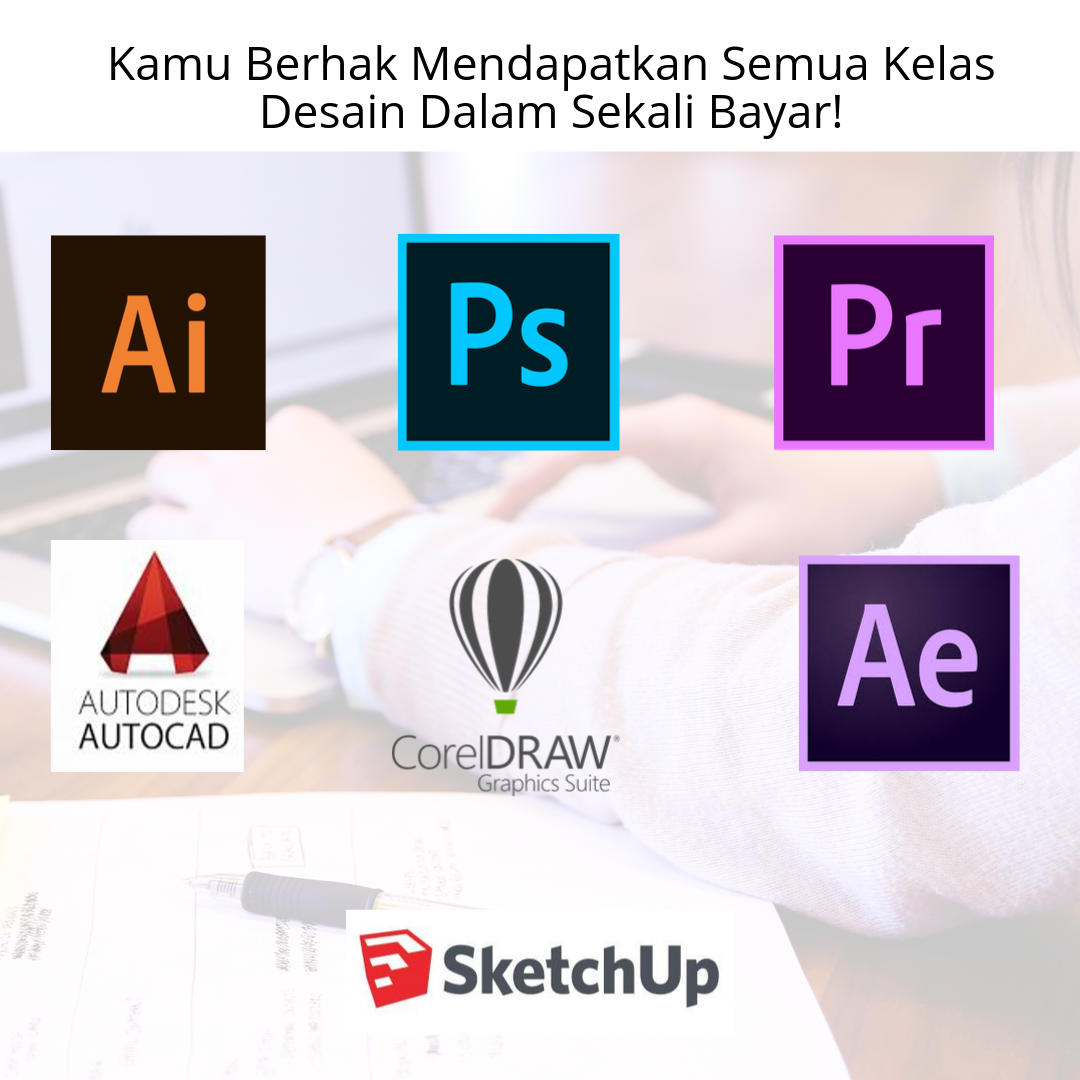 Kamu Berhak Mendapatkan Semua Kelas
Desain Dalam Sekali Bayar!
Ai
Ps
Pr
AUTODESK
AUTOCAD
CorelDRAW®
Graphics Suite
Ae
SketchUp